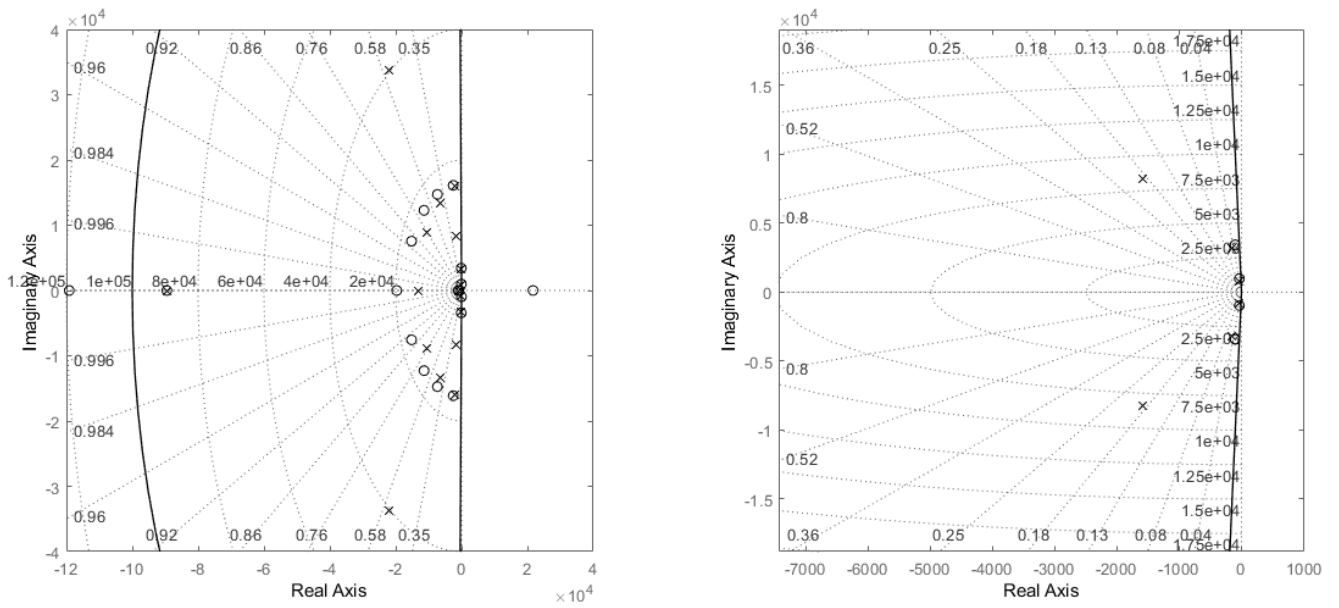 × 10⁴
4
3
2
1
0
-1
-2
-3
-4
Imaginary Axis
0.92 0.86 0.76 0.58 0.35
0.96
0.984
0.996
1.2e+05 1e+05 8e+04 6e+04 4e+04 2e+04
0.996
0.984
0.96
0.92 0.86 0.76 0.58 0.35
-12 -10 -8 -6 -4 -2 0 2 4
Real Axis
× 10⁴
× 10⁴
1.5
1
0.5
0
-0.5
-1
-1.5
Imaginary Axis
0.36 0.25 0.18 0.13 0.08 0.04
0.52
0.8
0.8
0.52
0.36 0.25 0.18 0.13 0.08 0.04
1.75e+04
1.5e+04
1.25e+04
1e+04
7.5e+03
5e+03
2.5e+03
2.5e+03
5e+03
7.5e+03
1e+04
1.25e+04
1.5e+04
1.75e+04
-7000 -6000 -5000 -4000 -3000 -2000 -1000 0 1000
Real Axis